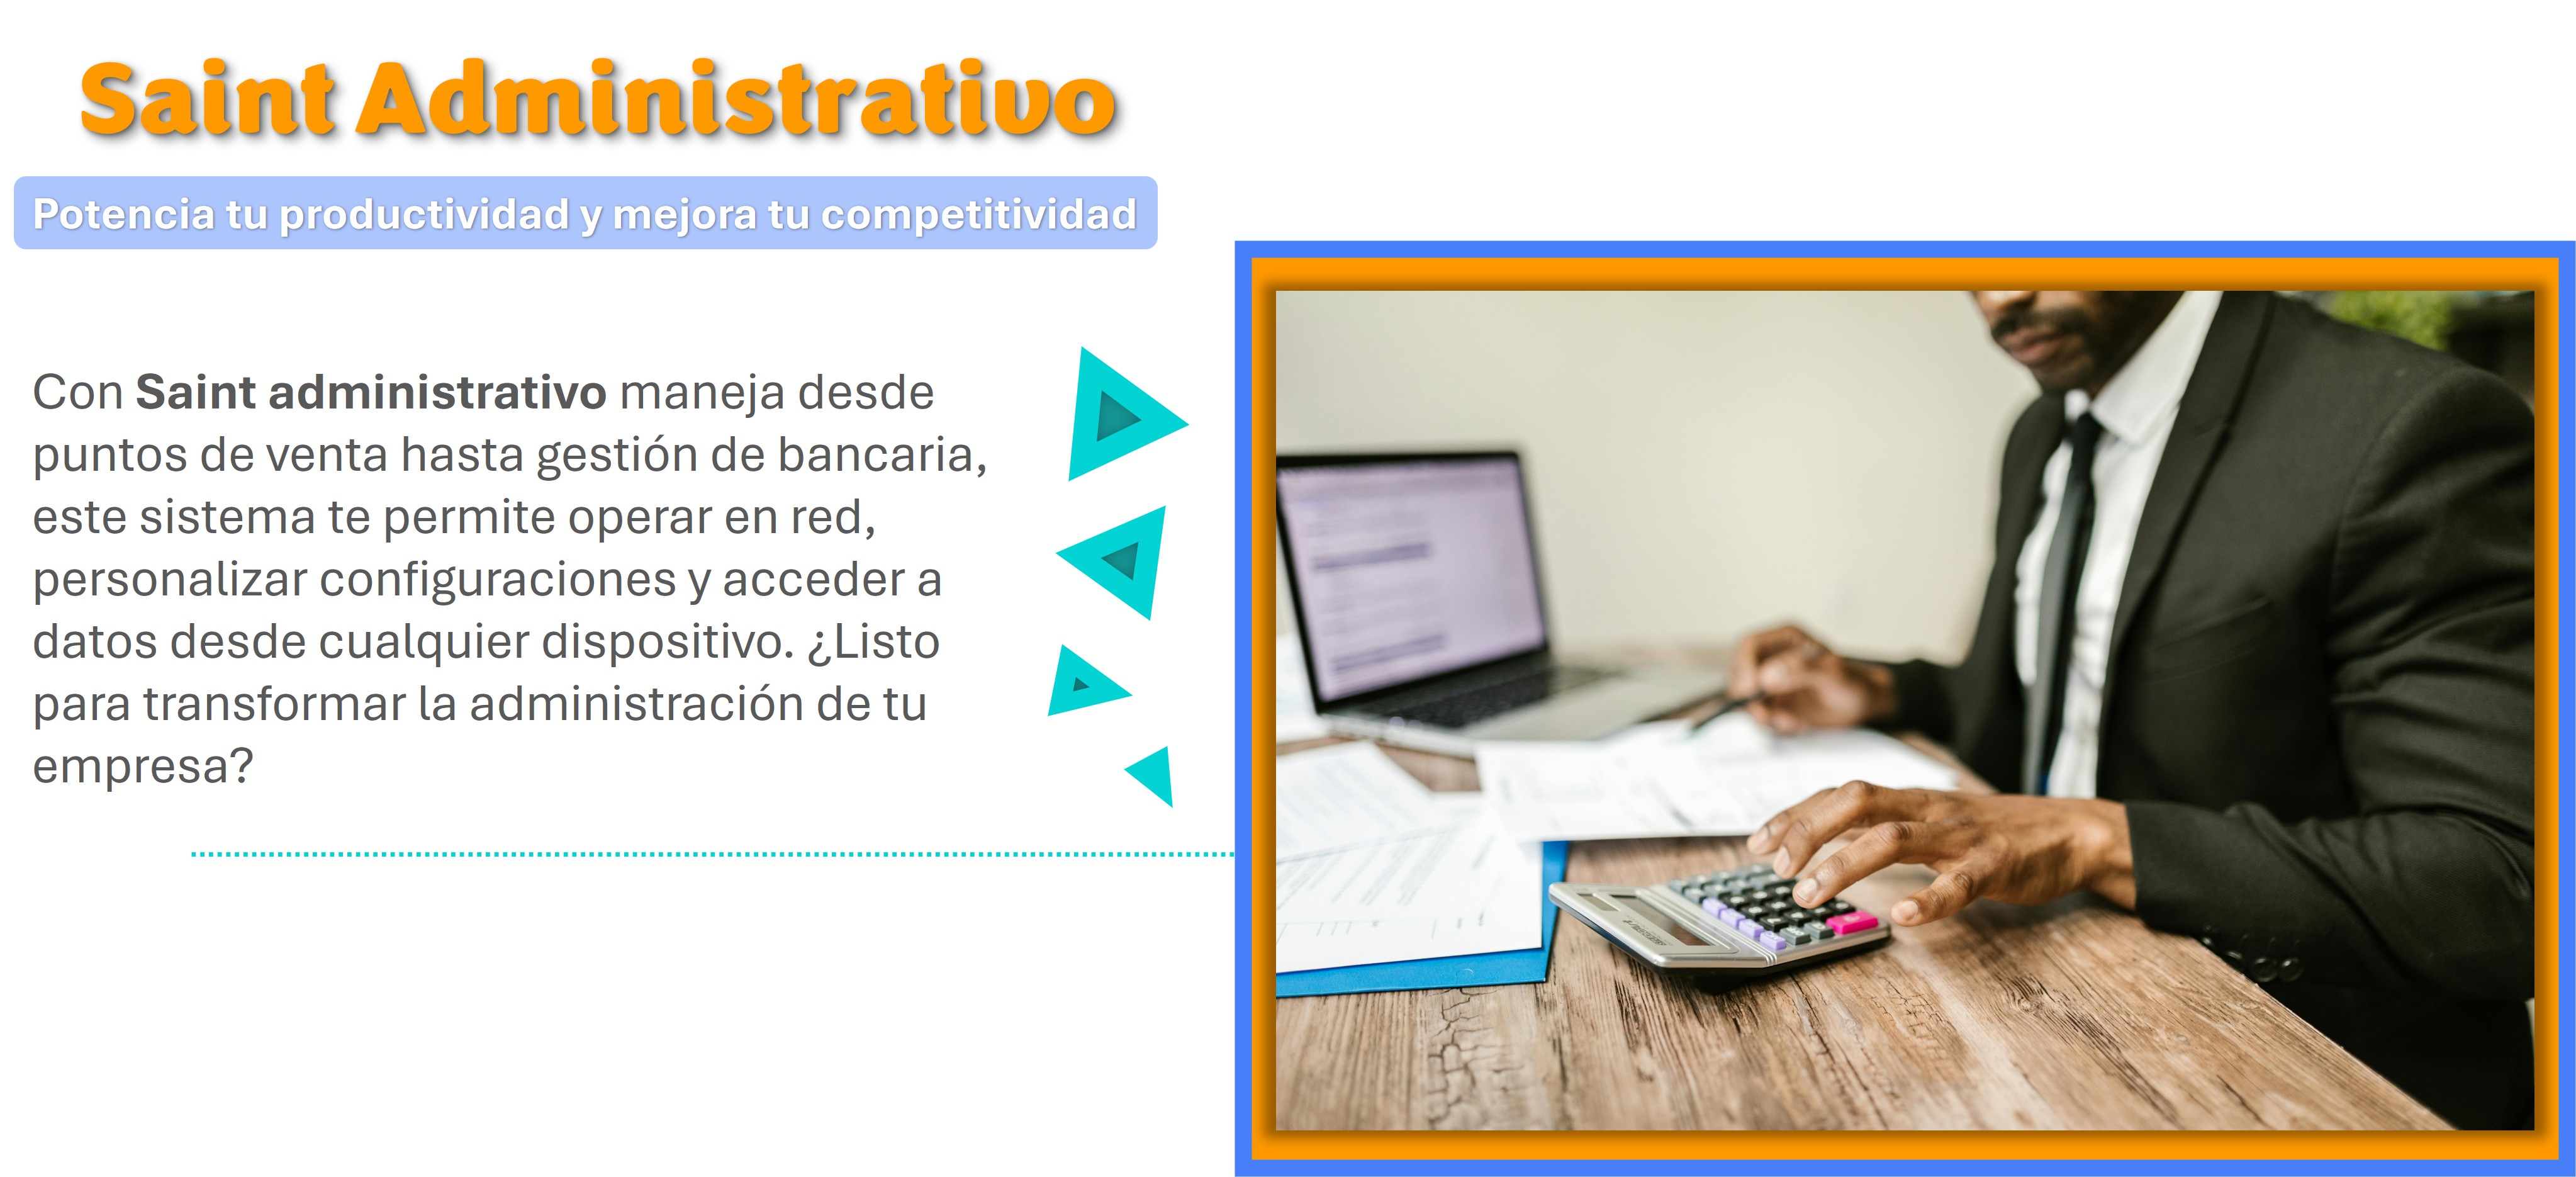 Saint Administrativo
Potencia tu productividad y mejora tu competitividad
Con Saint administrativo maneja desde
puntos de venta hasta gestión de bancaria,
este sistema te permite operar en red,
personalizar configuraciones y acceder a
datos desde cualquier dispositivo. ¿Listo
para transformar la administración de tu
empresa?